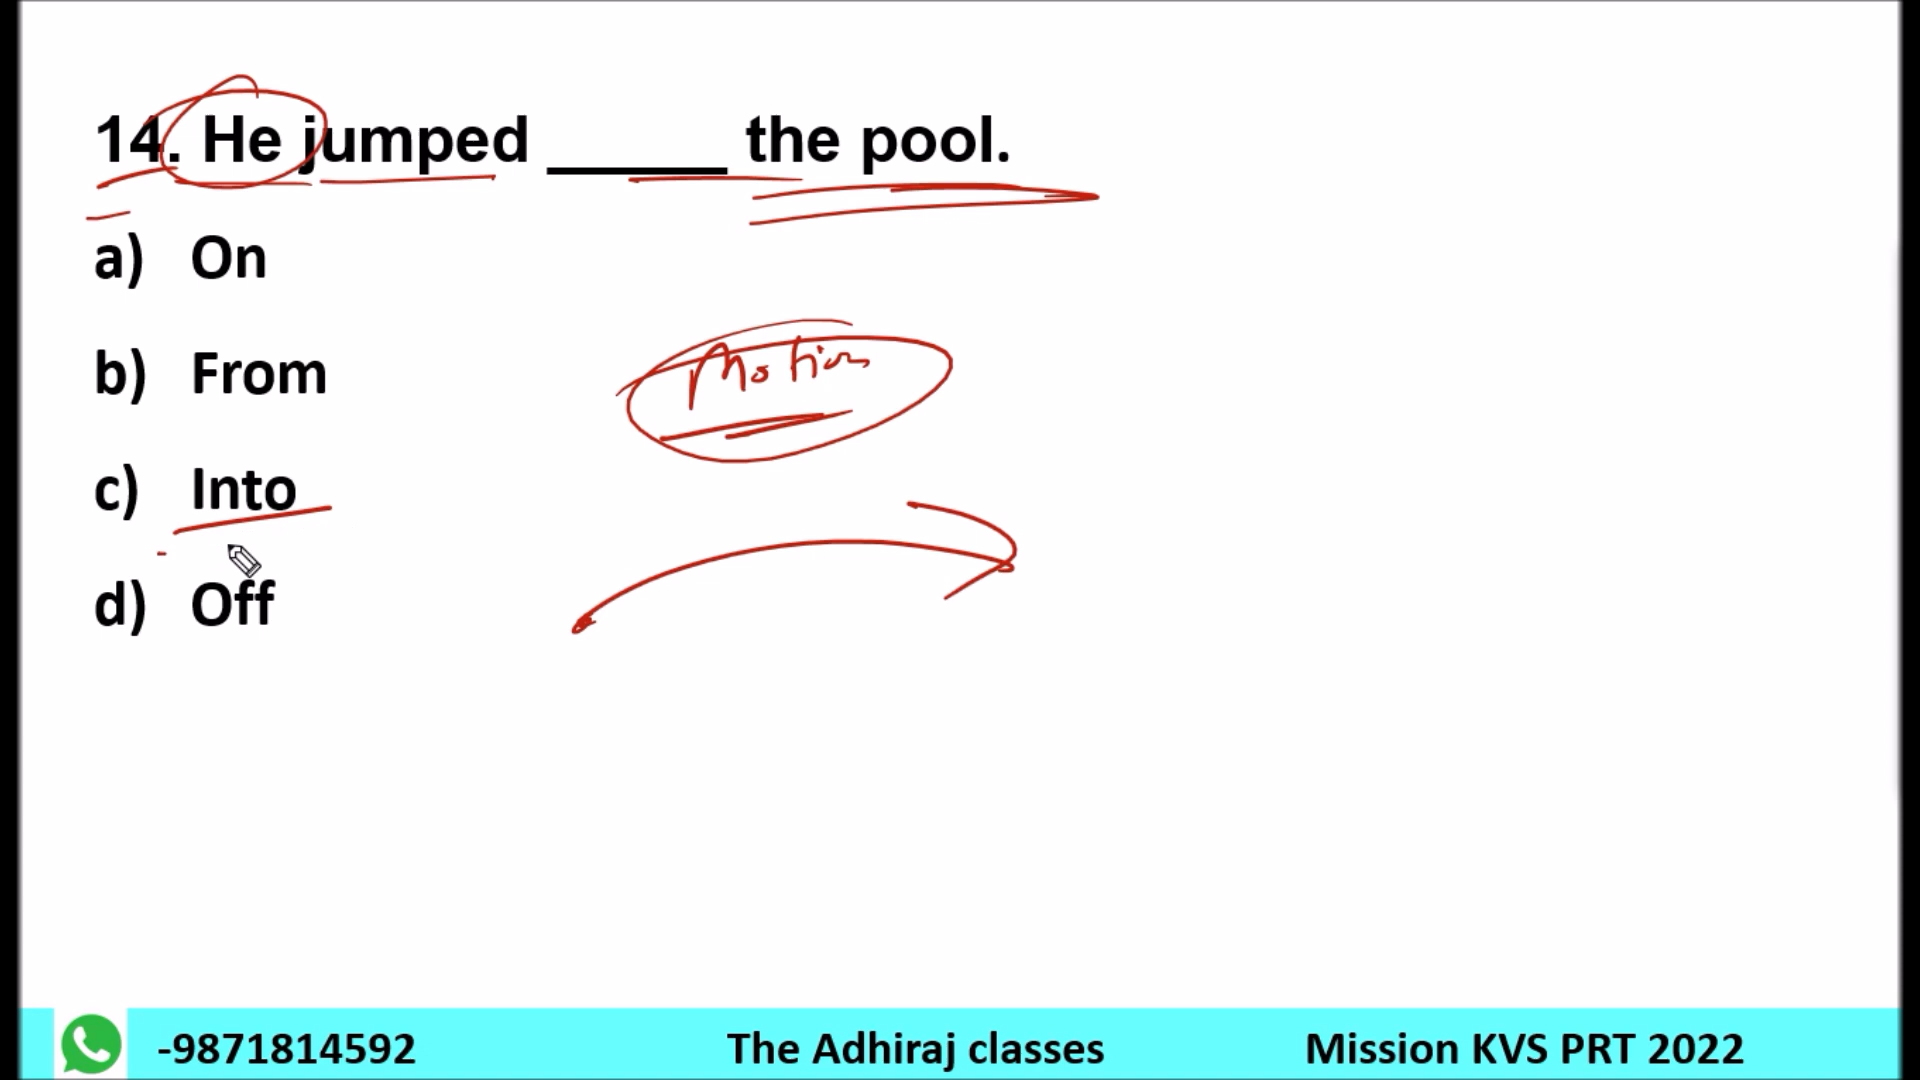 14. He jumped ______ the pool.
a) On
b) From
Motion
c) Into
d) Off
-9871814592 The Adhiraj classes Mission KVS PRT 2022